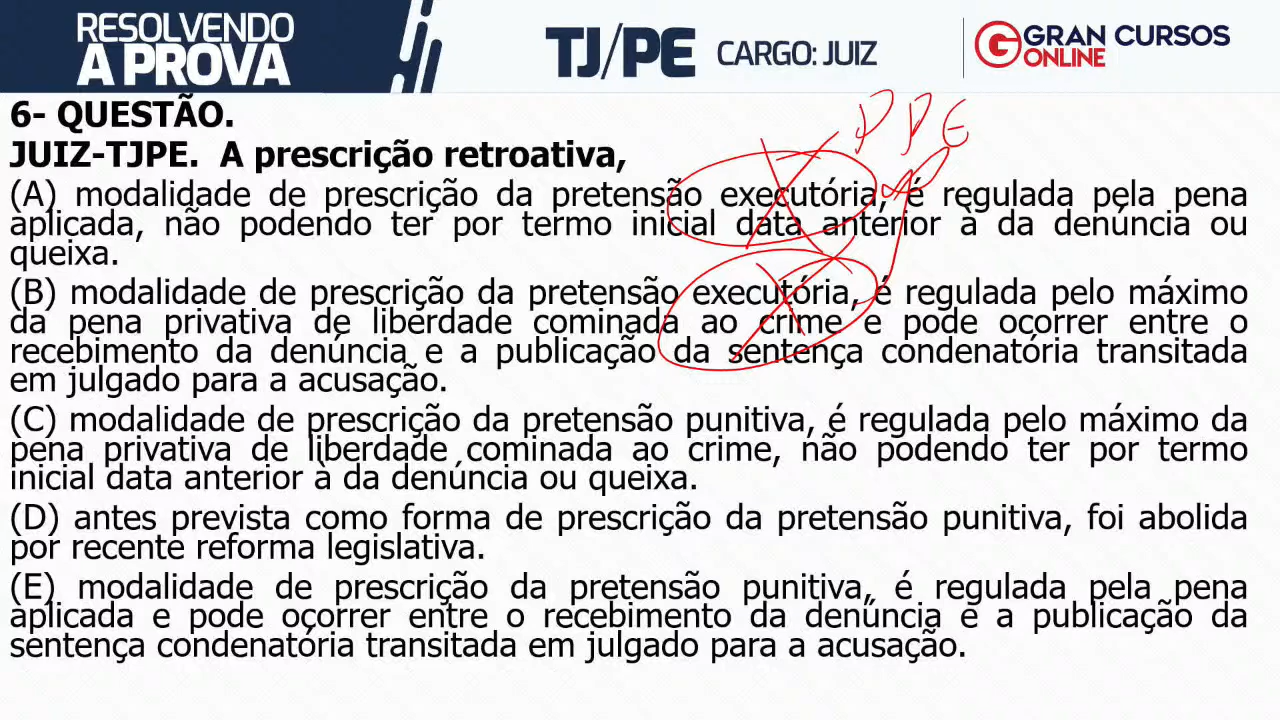 RESOLVENDO
A PROVA
TJ/PE CARGO: JUIZ
GRAN CURSOS
ONLINE
6- QUESTÃO.
JUIZ-TJPE. A prescrição retroativa,
(A) modalidade de prescrição da pretensão executória, é regulada pela pena
aplicada, não podendo ter por termo inicial data anterior à da denúncia ou
queixa.
(B) modalidade de prescrição da pretensão executória, é regulada pelo máximo
da pena privativa de liberdade cominada ao crime e pode ocorrer entre o
recebimento da denúncia e a publicação da sentença condenatória transitada
em julgado para a acusação.
(C) modalidade de prescrição da pretensão punitiva, é regulada pelo máximo da
pena privativa de liberdade cominada ao crime, não podendo ter por termo
inicial data anterior à da denúncia ou queixa.
(D) antes prevista como forma de prescrição da pretensão punitiva, foi abolida
por recente reforma legislativa.
(E) modalidade de prescrição da pretensão punitiva, é regulada pela pena
aplicada e pode ocorrer entre o recebimento da denúncia e a publicação da
sentença condenatória transitada em julgado para a acusação.
PPE